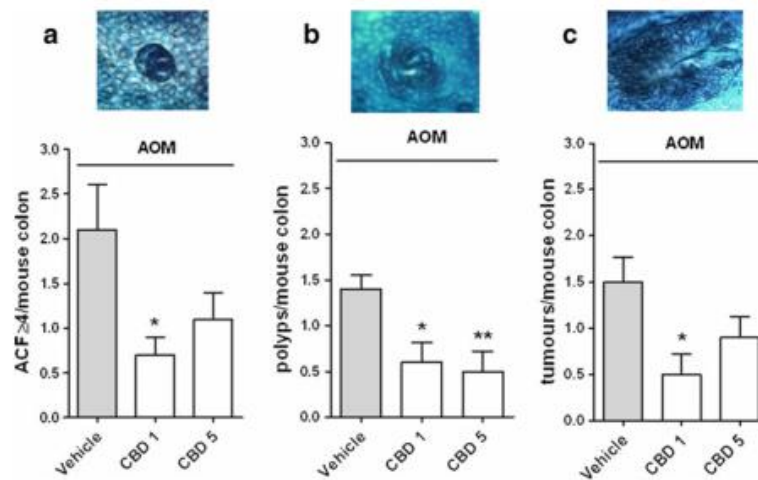 a
AOM
ACF≥4/mouse colon
3.0
2.5
2.0
1.5
1.0
0.5
0.0
*
Vehicle
CBD 1
CBD 5
b
AOM
polyps/mouse colon
3.0
2.5
2.0
1.5
1.0
0.5
0.0
*
**
Vehicle
CBD 1
CBD 5
c
AOM
tumours/mouse colon
3.0
2.5
2.0
1.5
1.0
0.5
0.0
*
Vehicle
CBD 1
CBD 5